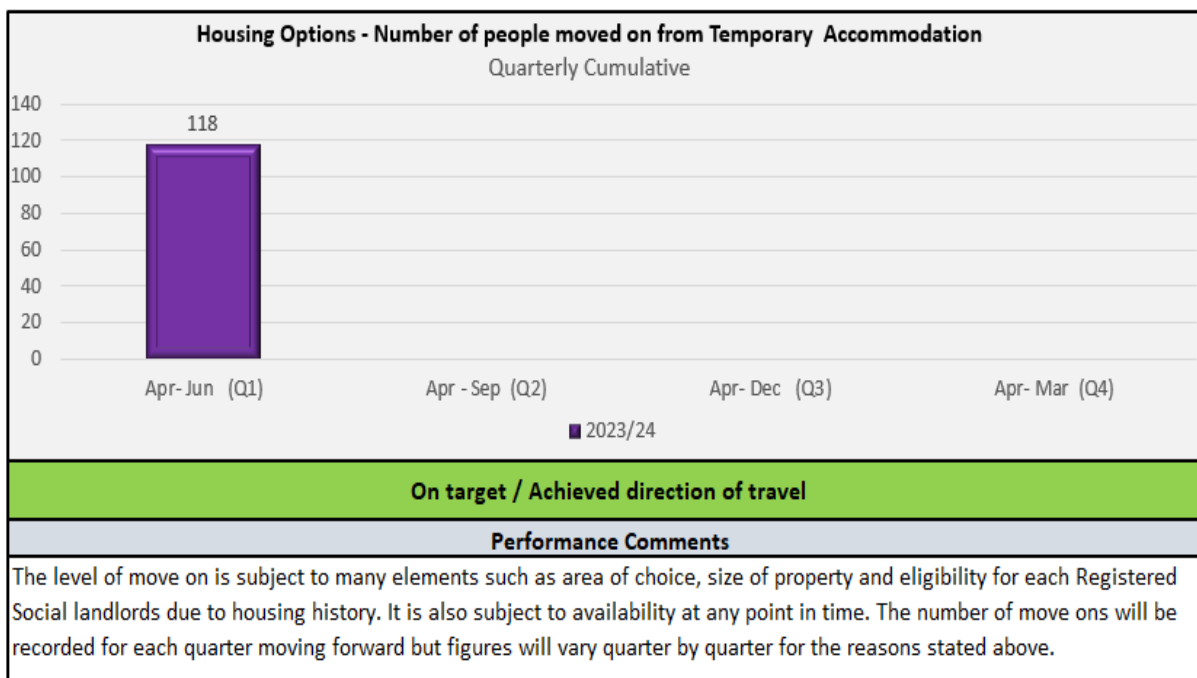 Housing Options - Number of people moved on from Temporary Accommodation
Quarterly Cumulative
140
120
100
80
60
40
20
0
118
Apr- Jun (Q1)
Apr - Sep (Q2)
Apr- Dec (Q3)
Apr- Mar (Q4)
2023/24
On target / Achieved direction of travel
Performance Comments
The level of move on is subject to many elements such as area of choice, size of property and eligibility for each Registered
Social landlords due to housing history. It is also subject to availability at any point in time. The number of move ons will be
recorded for each quarter moving forward but figures will vary quarter by quarter for the reasons stated above.